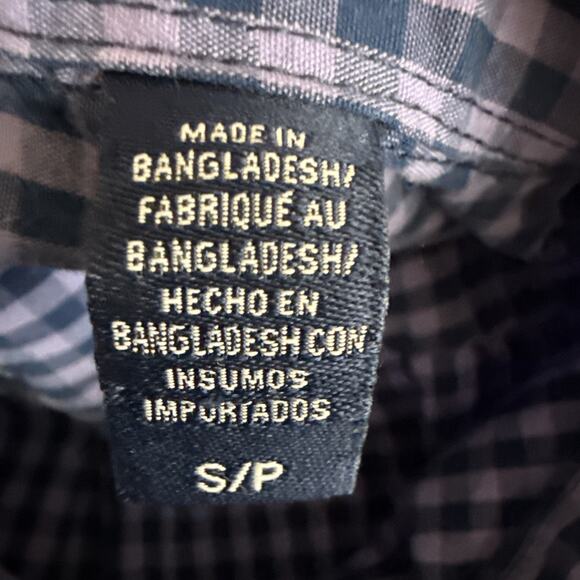 MADE IN
BANGLADESH/
FABRIQUÉ AU
BANGLADESH/
HECHO EN
BANGLADESH CON
INSUMOS
IMPORTADOS
S/P